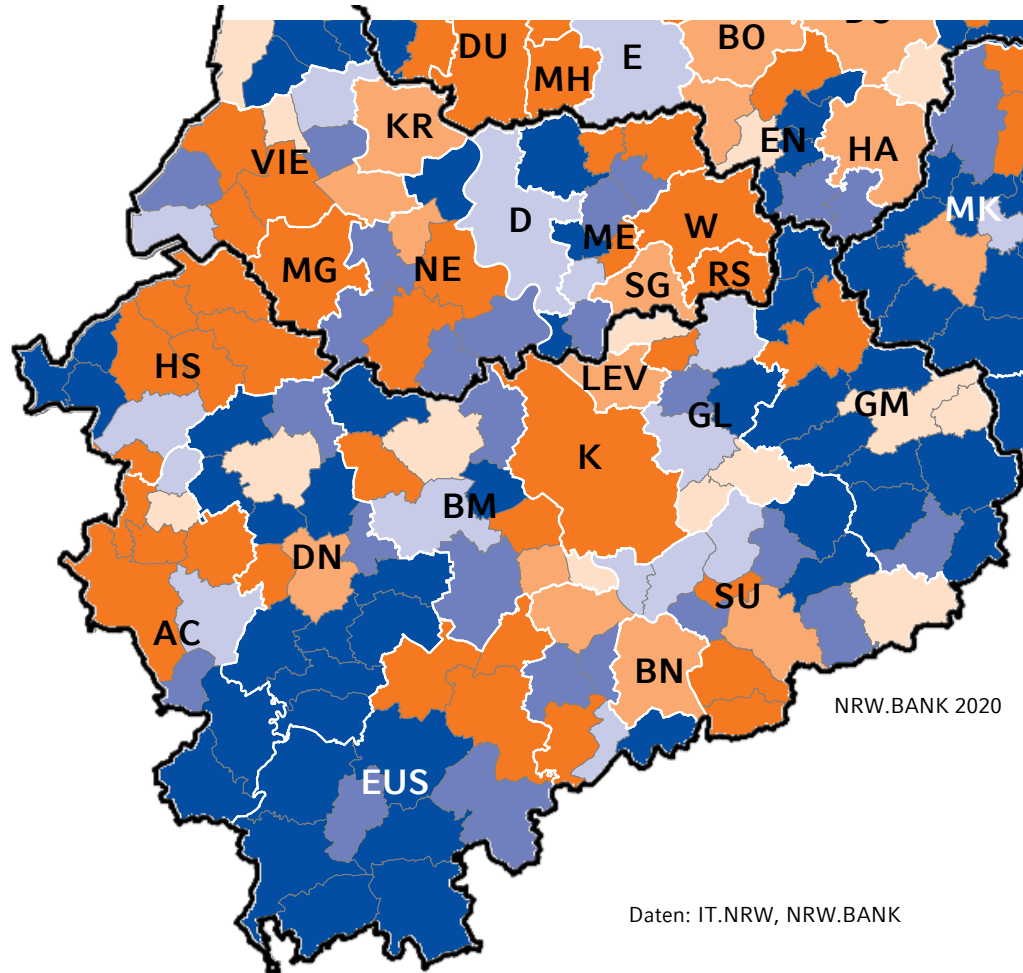 DU
MH
E
BO
KR
VIE
EN
HA
MK
D
ME
W
MG
NE
SG
RS
HS
LEV
GL
GM
K
BM
DN
SU
AC
BN
NRW.BANK 2020
EUS
Daten: IT.NRW, NRW.BANK